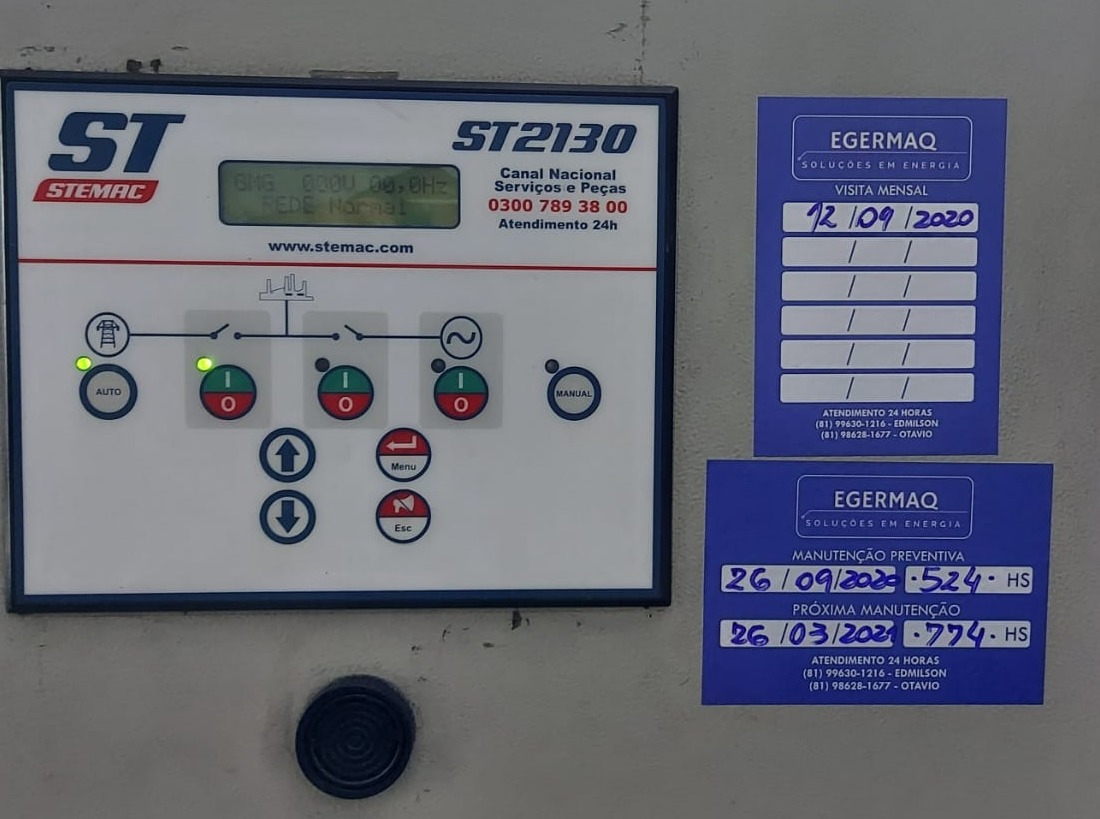 ST
STEMAC
ST2130
GMG 000V 00,0Hz
REDE Normal
Canal Nacional
Serviços e Peças
0300 789 38 00
Atendimento 24h
www.stemac.com
AUTO
I
O
I
O
I
O
MANUAL
Menu
Esc
EGERMAQ
SOLUÇÕES EM ENERGIA
VISITA MENSAL
12/09/2020
/ /
/ /
/ /
/ /
/ /
ATENDIMENTO 24 HORAS
(81) 99630-1216 - EDMILSON
(81) 98628-1677 - OTAVIO
EGERMAQ
SOLUÇÕES EM ENERGIA
MANUTENÇÃO PREVENTIVA
26/09/2020 ·524· HS
PRÓXIMA MANUTENÇÃO
26/03/2021 ·774· HS
ATENDIMENTO 24 HORAS
(81) 99630-1216 - EDMILSON
(81) 98628-1677 - OTAVIO